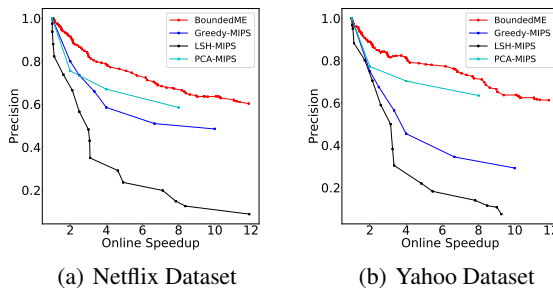 BoundedME
Greedy-MIPS
LSH-MIPS
PCA-MIPS
Precision
1.0
0.8
0.6
0.4
0.2
2 4 6 8 10 12
Online Speedup
(a) Netflix Dataset
BoundedME
Greedy-MIPS
LSH-MIPS
PCA-MIPS
Precision
1.0
0.8
0.6
0.4
0.2
2 4 6 8 10 12
Online Speedup
(b) Yahoo Dataset